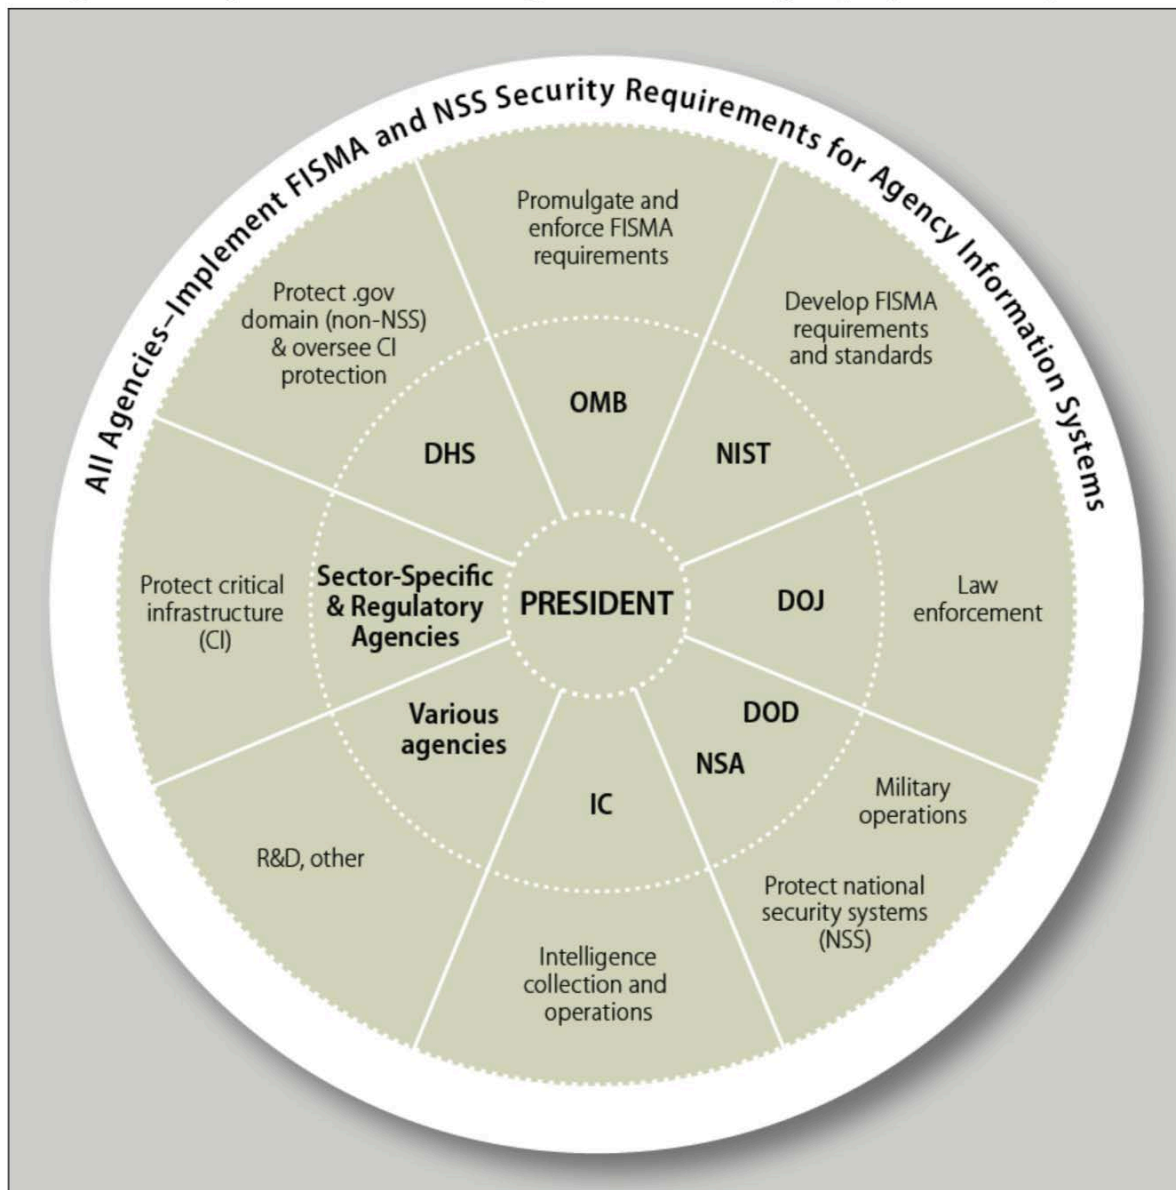 All Agencies–Implement FISMA and NSS Security Requirements for Agency Information Systems
Promulgate and
enforce FISMA
requirements
OMB
Develop FISMA
requirements
and standards
NIST
Law
enforcement
DOJ
Military
operations
DOD
Protect national
security systems
(NSS)
NSA
Intelligence
collection and
operations
IC
R&D, other
Various
agencies
Protect critical
infrastructure
(CI)
Sector-Specific
& Regulatory
Agencies
Protect .gov
domain (non-NSS)
& oversee CI
protection
DHS
PRESIDENT